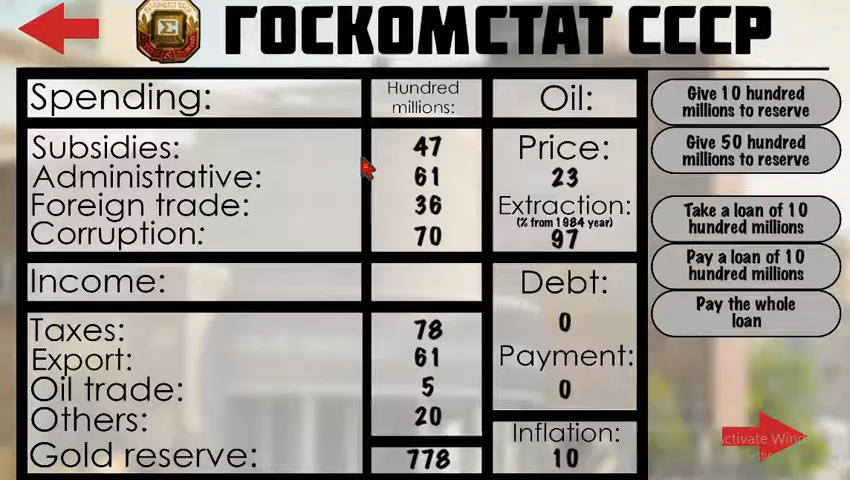 ГОСКОМСТАТ СССР
Spending:
Hundred
millions:
Oil:
Subsidies: 47
Administrative: 61
Foreign trade: 36
Corruption: 70
Price:
23
Extraction:
(% from 1984 year)
97
Income:
Debt:
0
Payment:
0
Taxes: 78
Export: 61
Oil trade: 5
Others: 20
Gold reserve: 778
Inflation:
10
Give 10 hundred
millions to reserve
Give 50 hundred
millions to reserve
Take a loan of 10
hundred millions
Pay a loan of 10
hundred millions
Pay the whole
loan